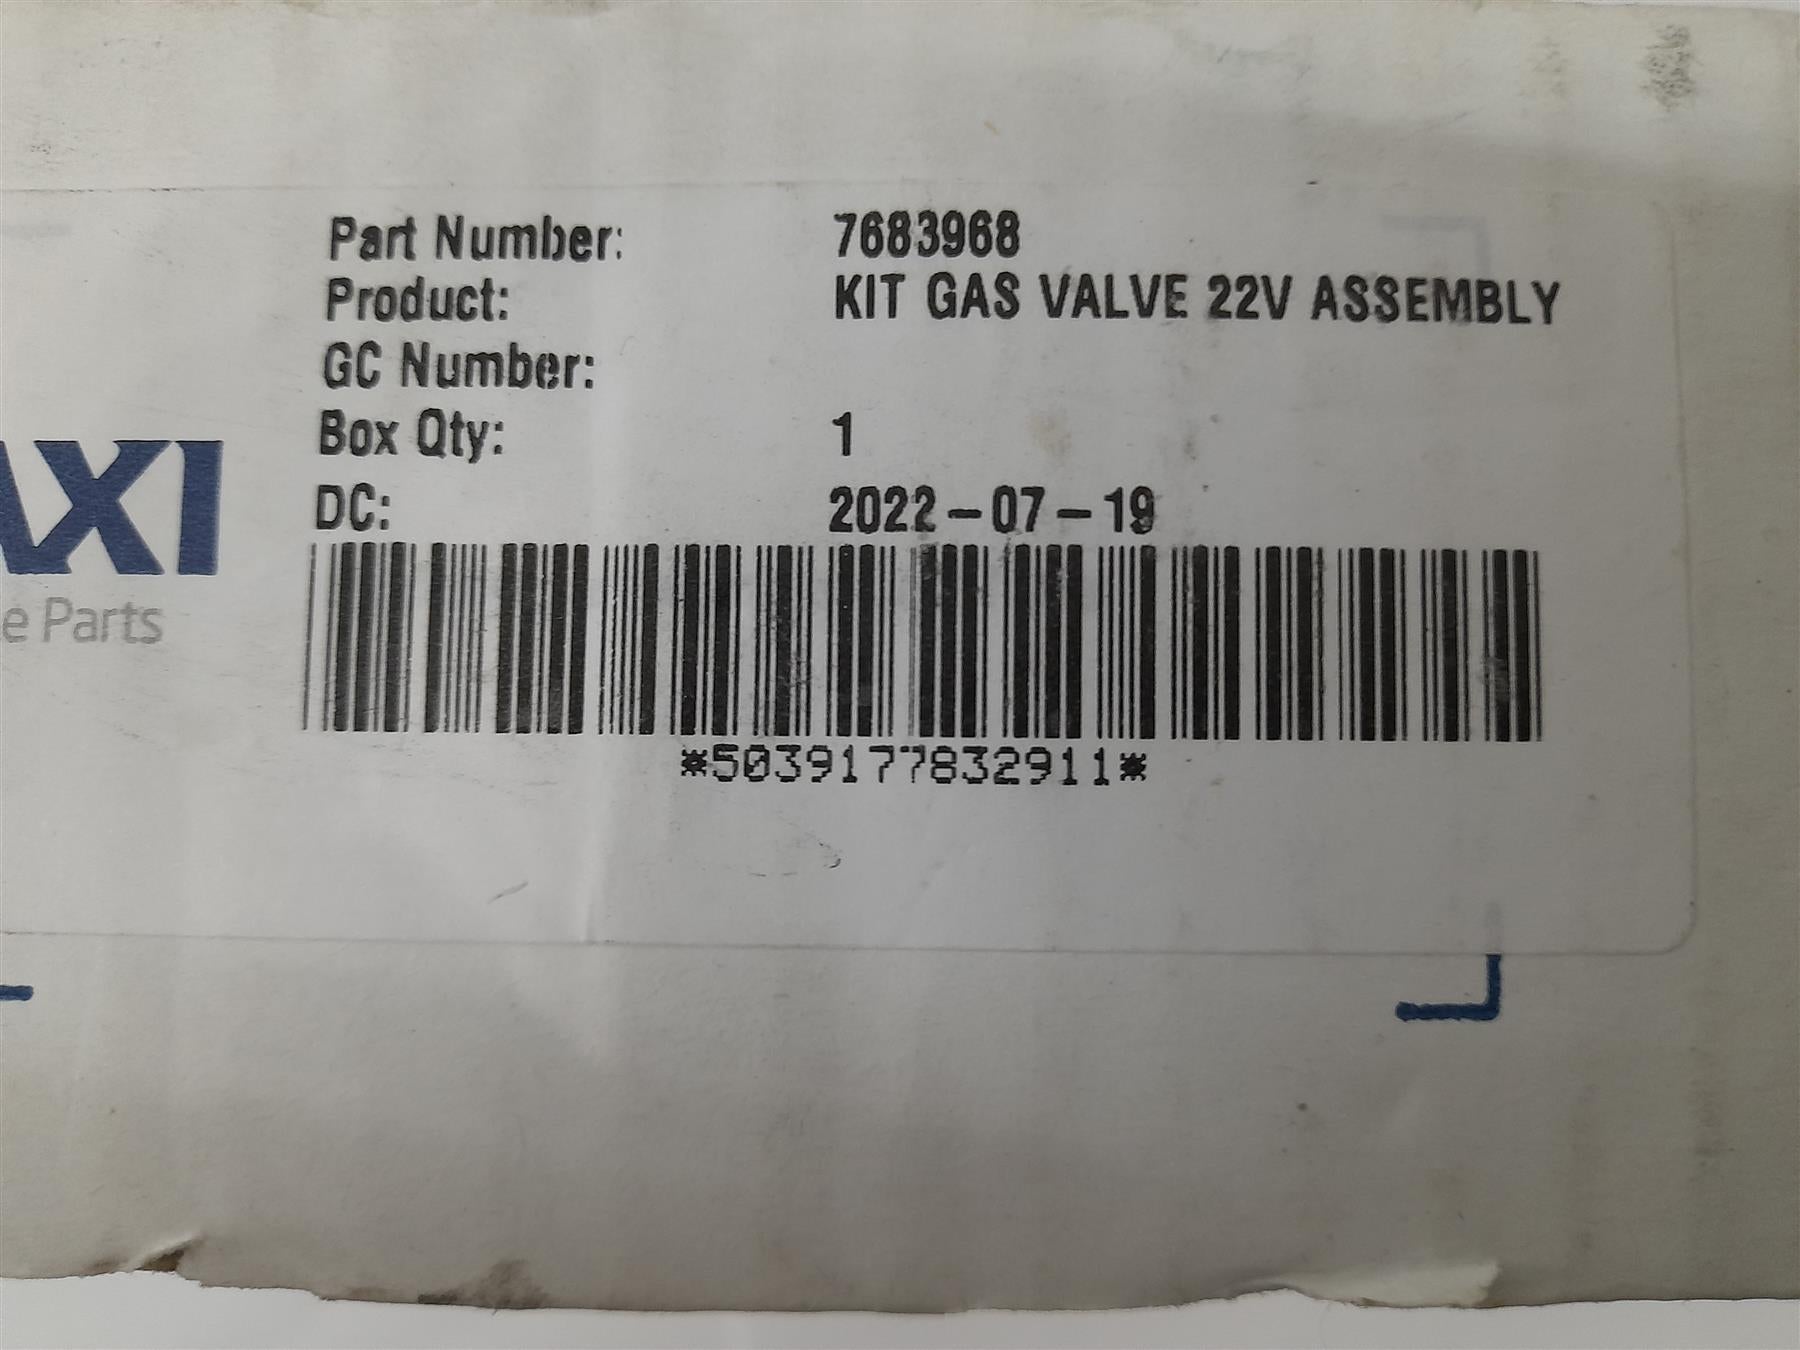 Part Number: 7683968
Product: KIT GAS VALVE 22V ASSEMBLY
GC Number:
Box Qty: 1
DC: 2022-07-19
AXI
e Parts
*5039177832911*